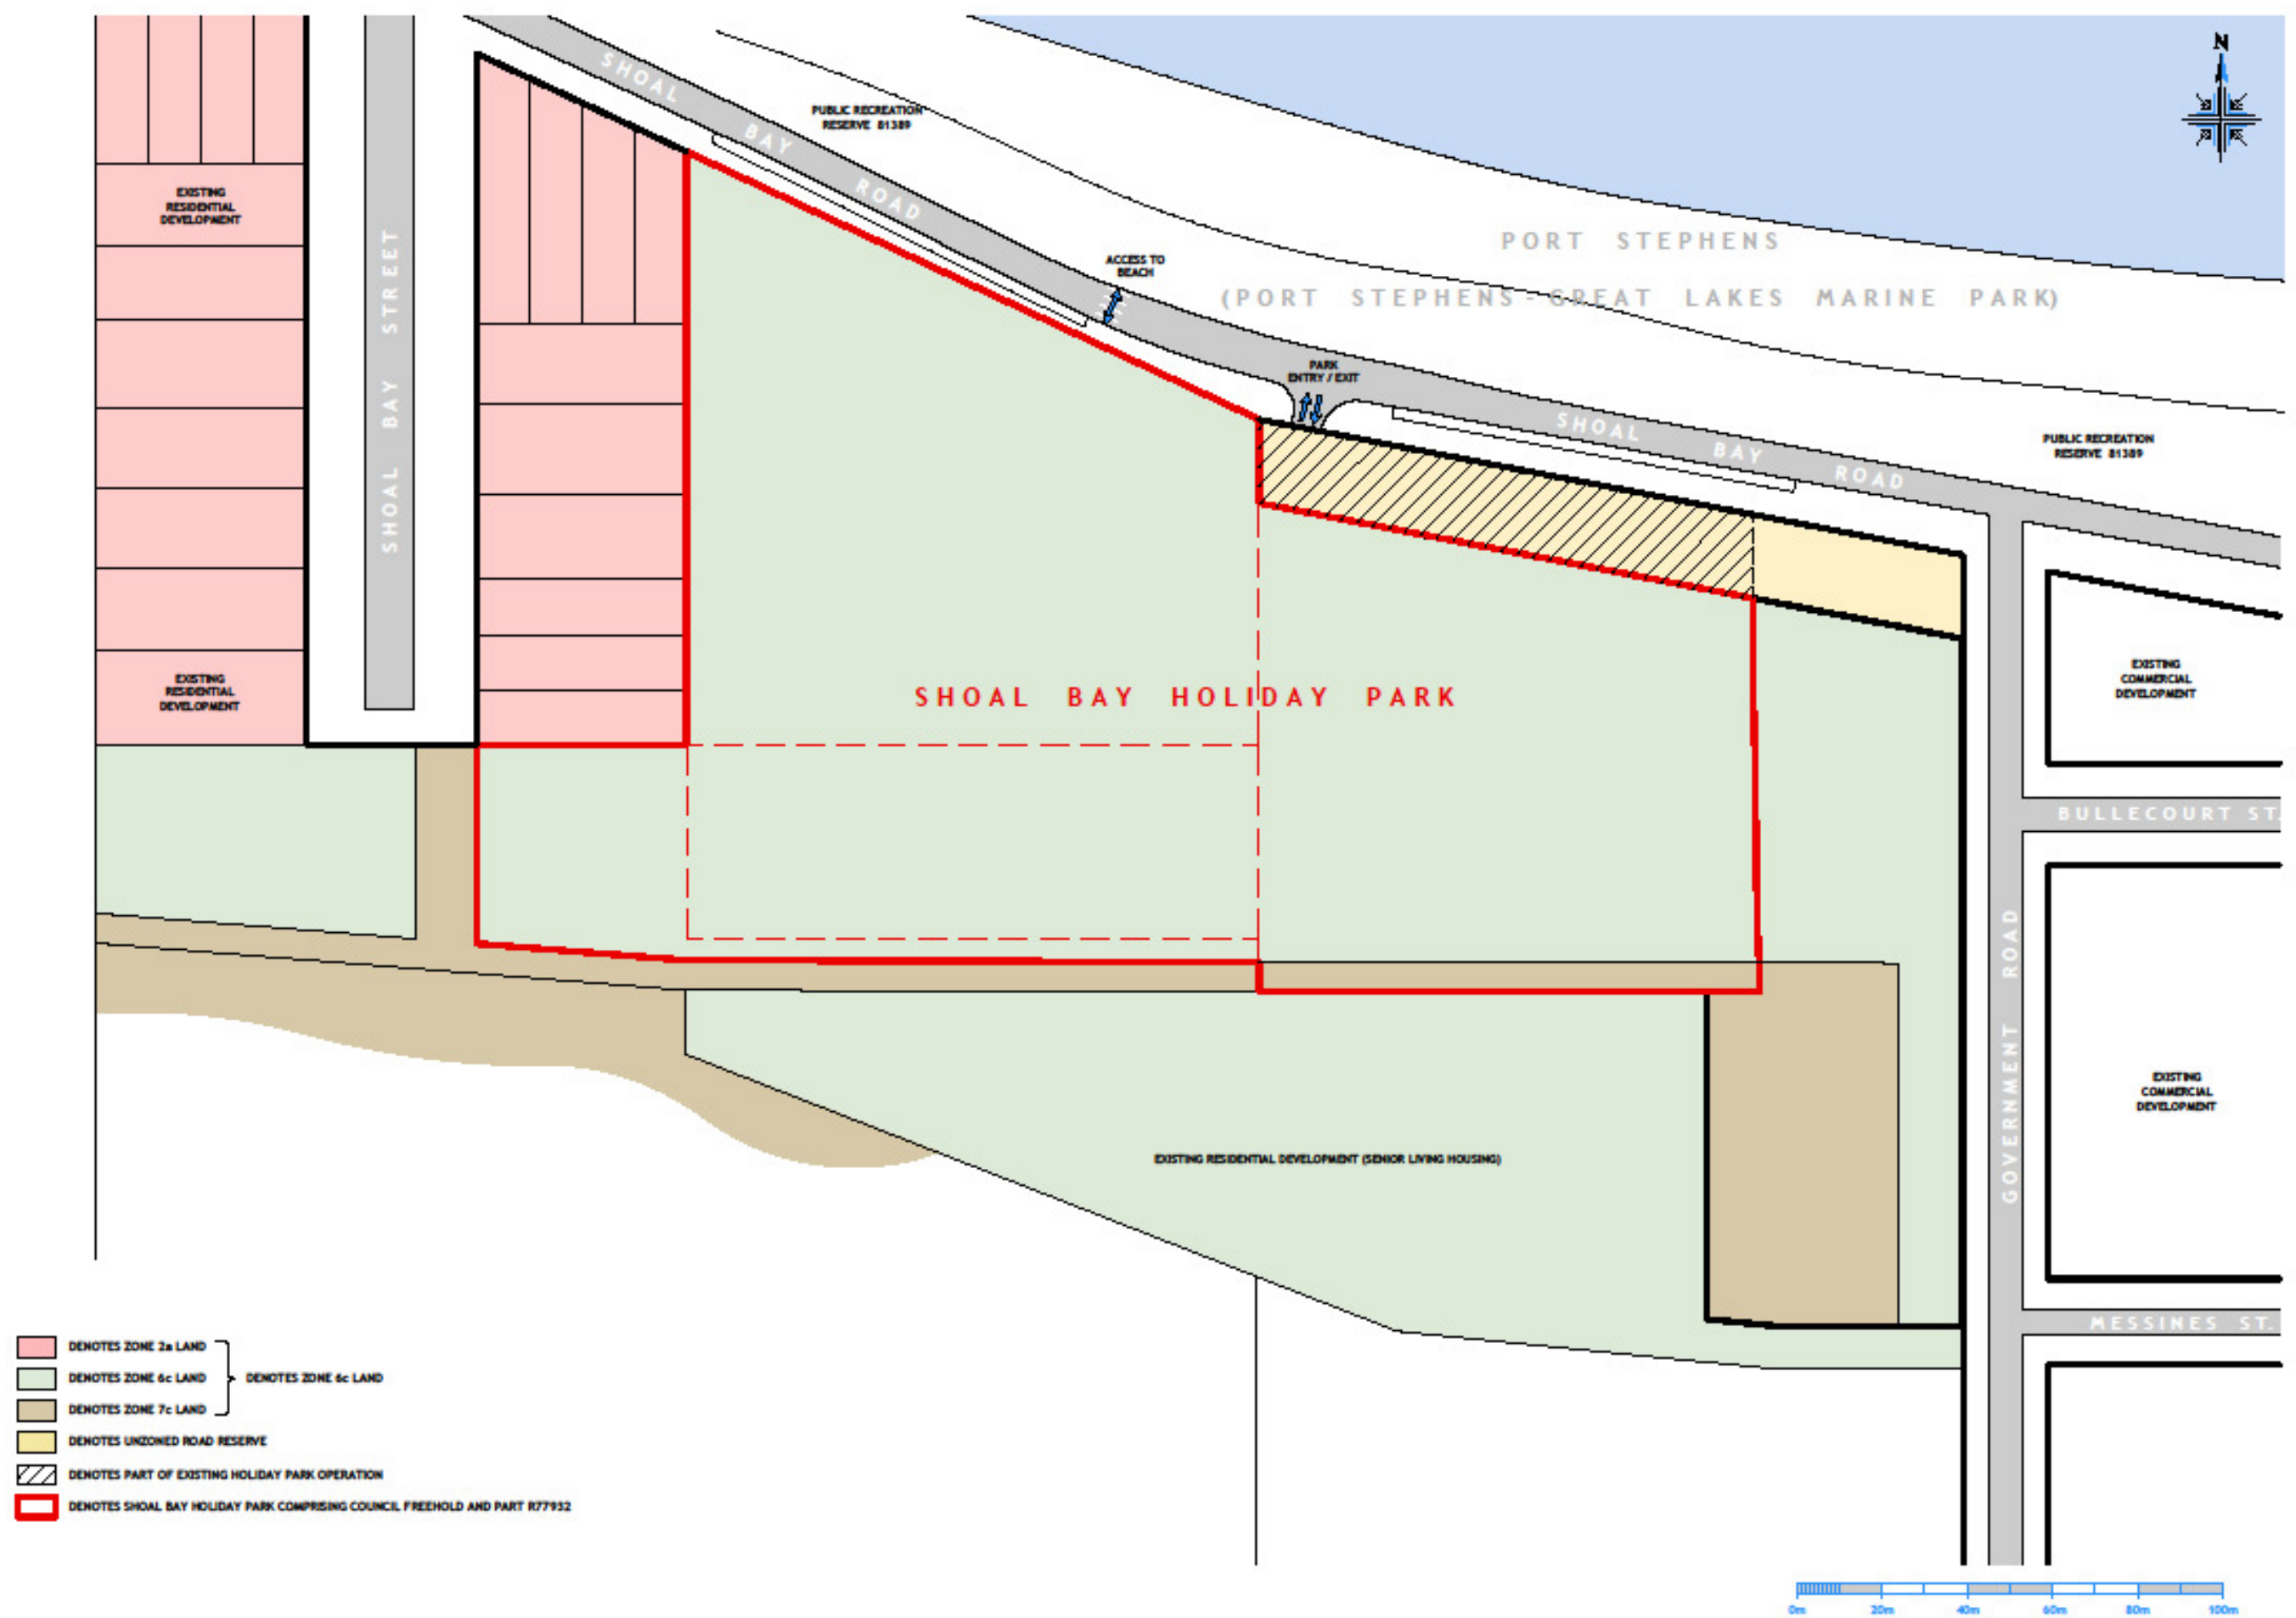 N
SHOAL BAY ROAD
PUBLIC RECREATION
RESERVE 81389
EXISTING
RESIDENTIAL
DEVELOPMENT
SHOAL BAY STREET
PORT STEPHENS
(PORT STEPHENS - GREAT LAKES MARINE PARK)
ACCESS TO
BEACH
PARK
ENTRY / EXIT
SHOAL BAY ROAD
PUBLIC RECREATION
RESERVE 81389
EXISTING
RESIDENTIAL
DEVELOPMENT
SHOAL BAY HOLIDAY PARK
EXISTING
COMMERCIAL
DEVELOPMENT
BULLECOURT ST.
GOVERNMENT ROAD
EXISTING
COMMERCIAL
DEVELOPMENT
EXISTING RESIDENTIAL DEVELOPMENT (SENIOR LIVING HOUSING)
MESSINES ST.
DENOTES ZONE 2a LAND
DENOTES ZONE 6c LAND
DENOTES ZONE 6c LAND
DENOTES ZONE 7c LAND
DENOTES UNZONED ROAD RESERVE
DENOTES PART OF EXISTING HOLIDAY PARK OPERATION
DENOTES SHOAL BAY HOLIDAY PARK COMPRISING COUNCIL FREEHOLD AND PART R77932
0m 20m 40m 60m 80m 100m